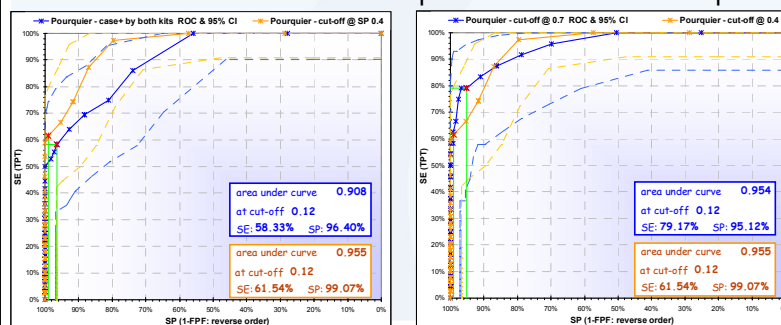 Pourquier - case+ by both kits ROC & 95% CI
Pourquier - cut-off @ SP 0.4
SE (TPT)
100%
90%
80%
70%
60%
50%
40%
30%
20%
10%
0%
area under curve 0.908
at cut-off 0.12
SE: 58.33% SP: 96.40%
area under curve 0.955
at cut-off 0.12
SE: 61.54% SP: 99.07%
100% 90% 80% 70% 60% 50% 40% 30% 20% 10% 0%
SP (1-FPF: reverse order)
Pourquier - cut-off @ 0.7 ROC & 95% CI
Pourquier - cut-off @ 0.4
SE (TPT)
100%
90%
80%
70%
60%
50%
40%
30%
20%
10%
0%
area under curve 0.954
at cut-off 0.12
SE: 79.17% SP: 95.12%
area under curve 0.955
at cut-off 0.12
SE: 61.54% SP: 99.07%
100% 90% 80% 70% 60% 50% 40% 30% 20% 10% 0%
SP (1-FPF: reverse order)